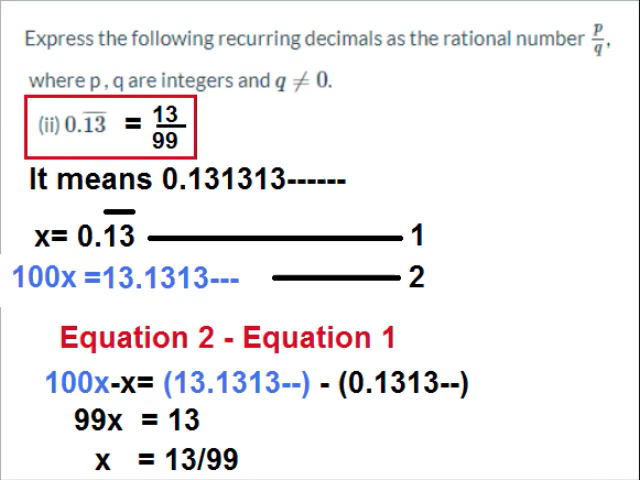 Express the following recurring decimals as the rational number p/q,
where p , q are integers and q ≠ 0.
(ii) 0.1̅3̅ = 13/99
It means 0.131313------
x= 0.1̅3̅ 1
100x =13.1313--- 2
Equation 2 - Equation 1
100x-x= (13.1313--) - (0.1313--)
99x = 13
x = 13/99